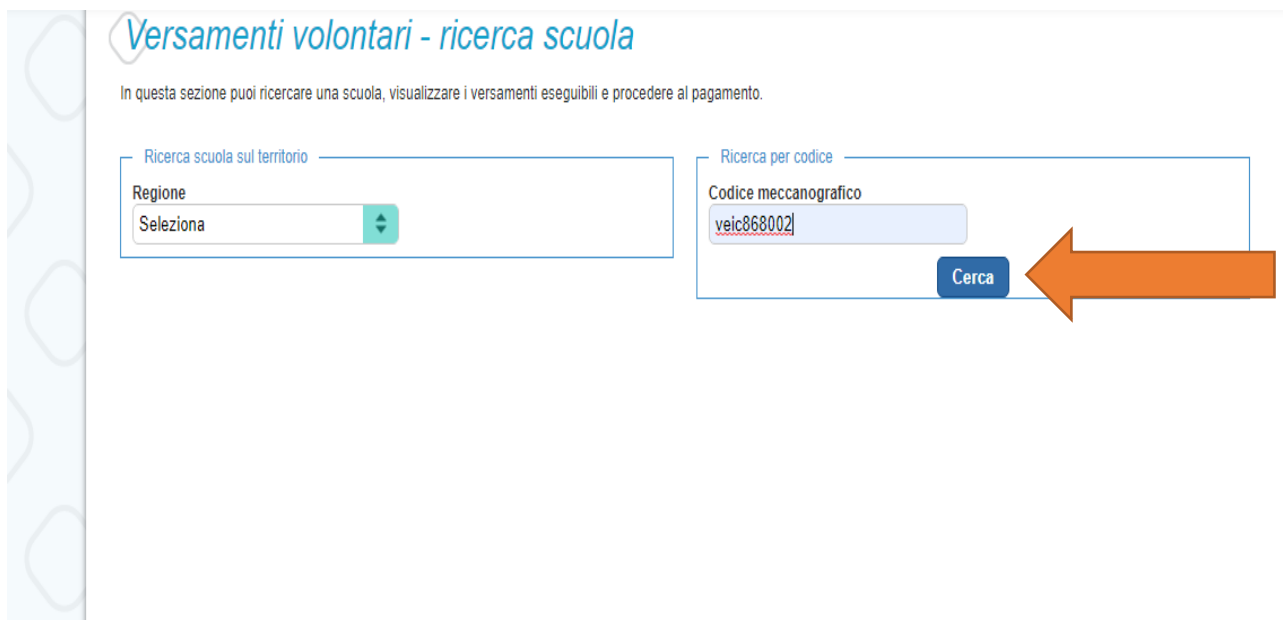 Versamenti volontari - ricerca scuola
In questa sezione puoi ricercare una scuola, visualizzare i versamenti eseguibili e procedere al pagamento.
Ricerca scuola sul territorio
Regione
Seleziona
Ricerca per codice
Codice meccanografico
veic868002
Cerca